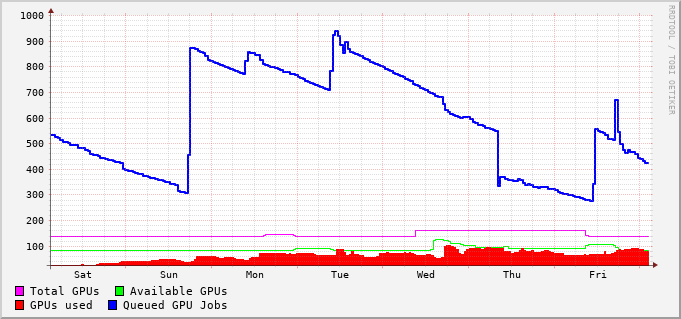 1000
900
800
700
600
500
400
300
200
100
Sat Sun Mon Tue Wed Thu Fri
Total GPUs Available GPUs
GPUs used Queued GPU Jobs
RRDTOOL / TOBI OETIKER